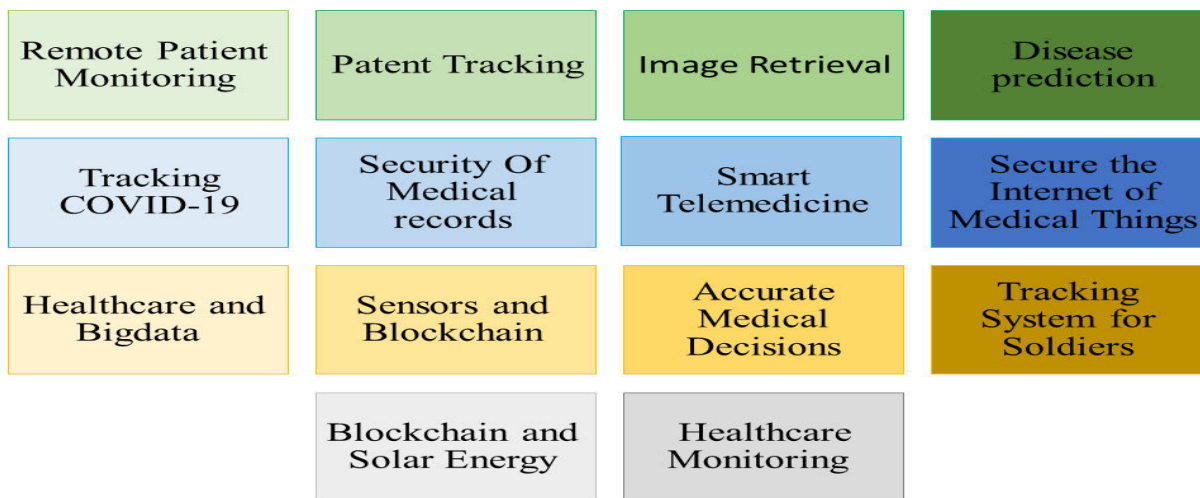 Remote Patient
Monitoring
Patent Tracking
Image Retrieval
Disease
prediction
Tracking
COVID-19
Security Of
Medical
records
Smart
Telemedicine
Secure the
Internet of
Medical Things
Healthcare and
Bigdata
Sensors and
Blockchain
Accurate
Medical
Decisions
Tracking
System for
Soldiers
Blockchain and
Solar Energy
Healthcare
Monitoring